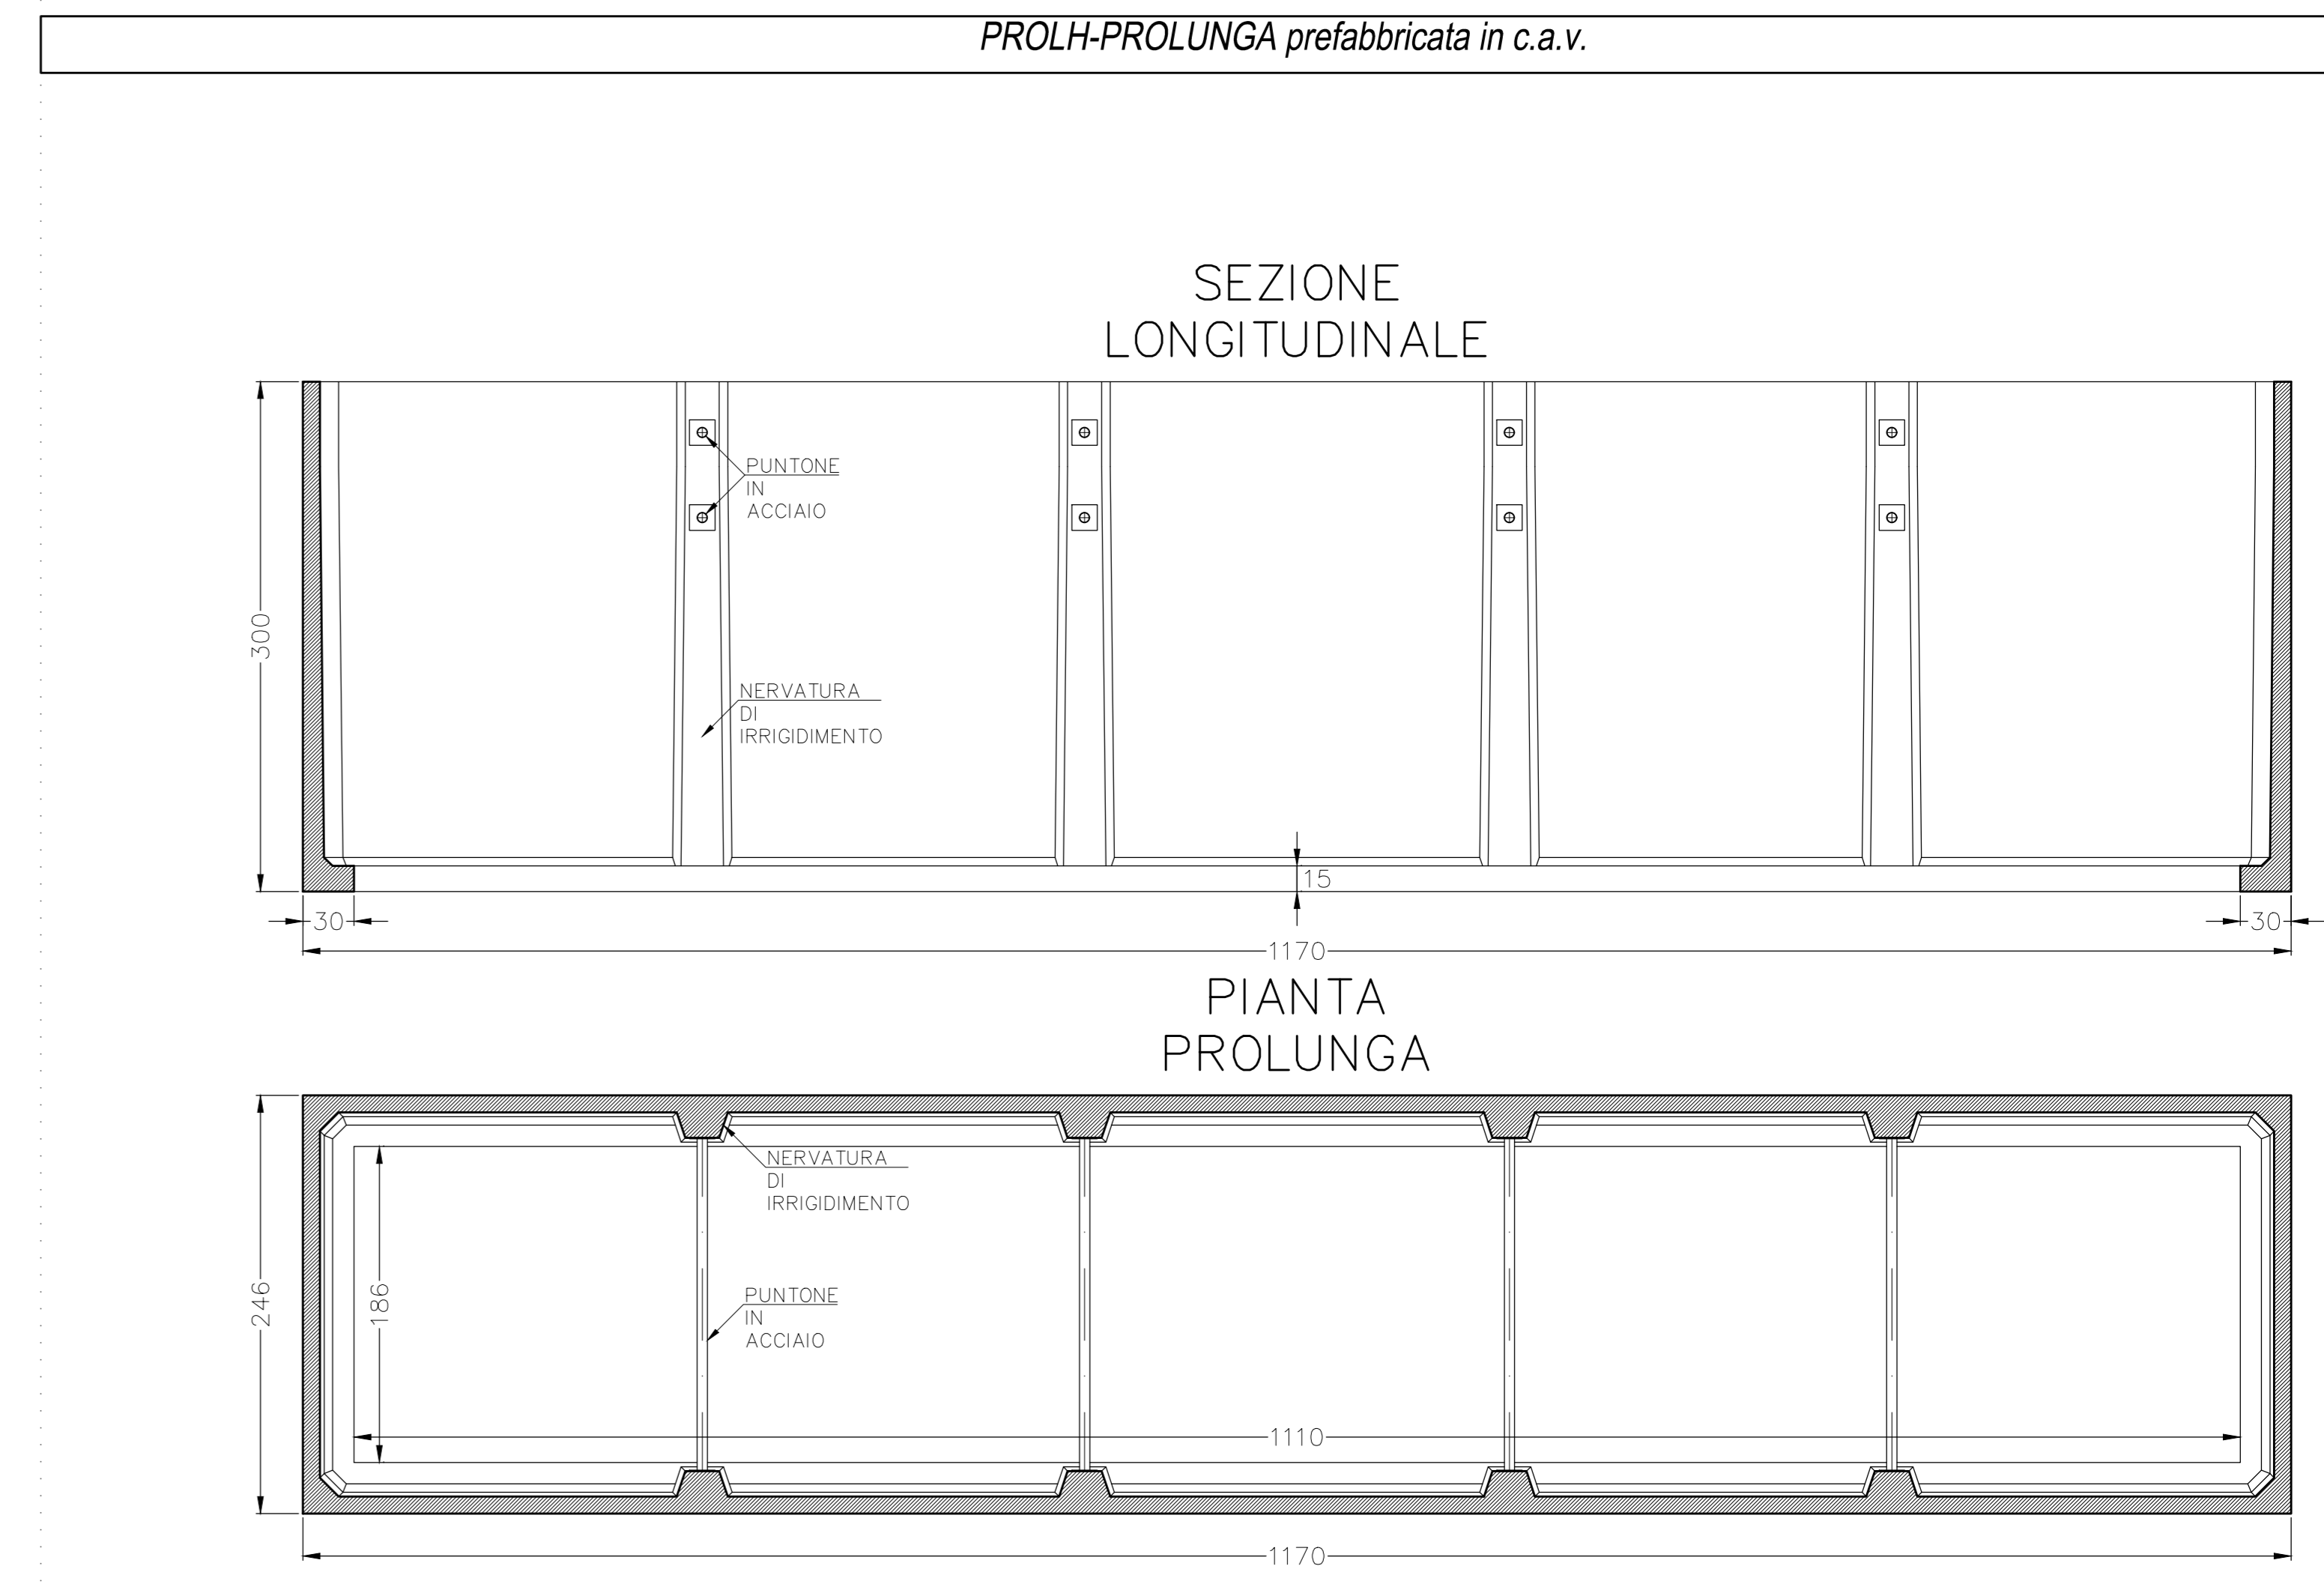 PROLH-PROLUNGA prefabbricata in c.a.v.
SEZIONE
LONGITUDINALE
PUNTONE
IN
ACCIAIO
300
NERVATURA
DI
IRRIGIDIMENTO
15
30
30
1170
PIANTA
PROLUNGA
NERVATURA
DI
IRRIGIDIMENTO
246
186
PUNTONE
IN
ACCIAIO
1110
1170